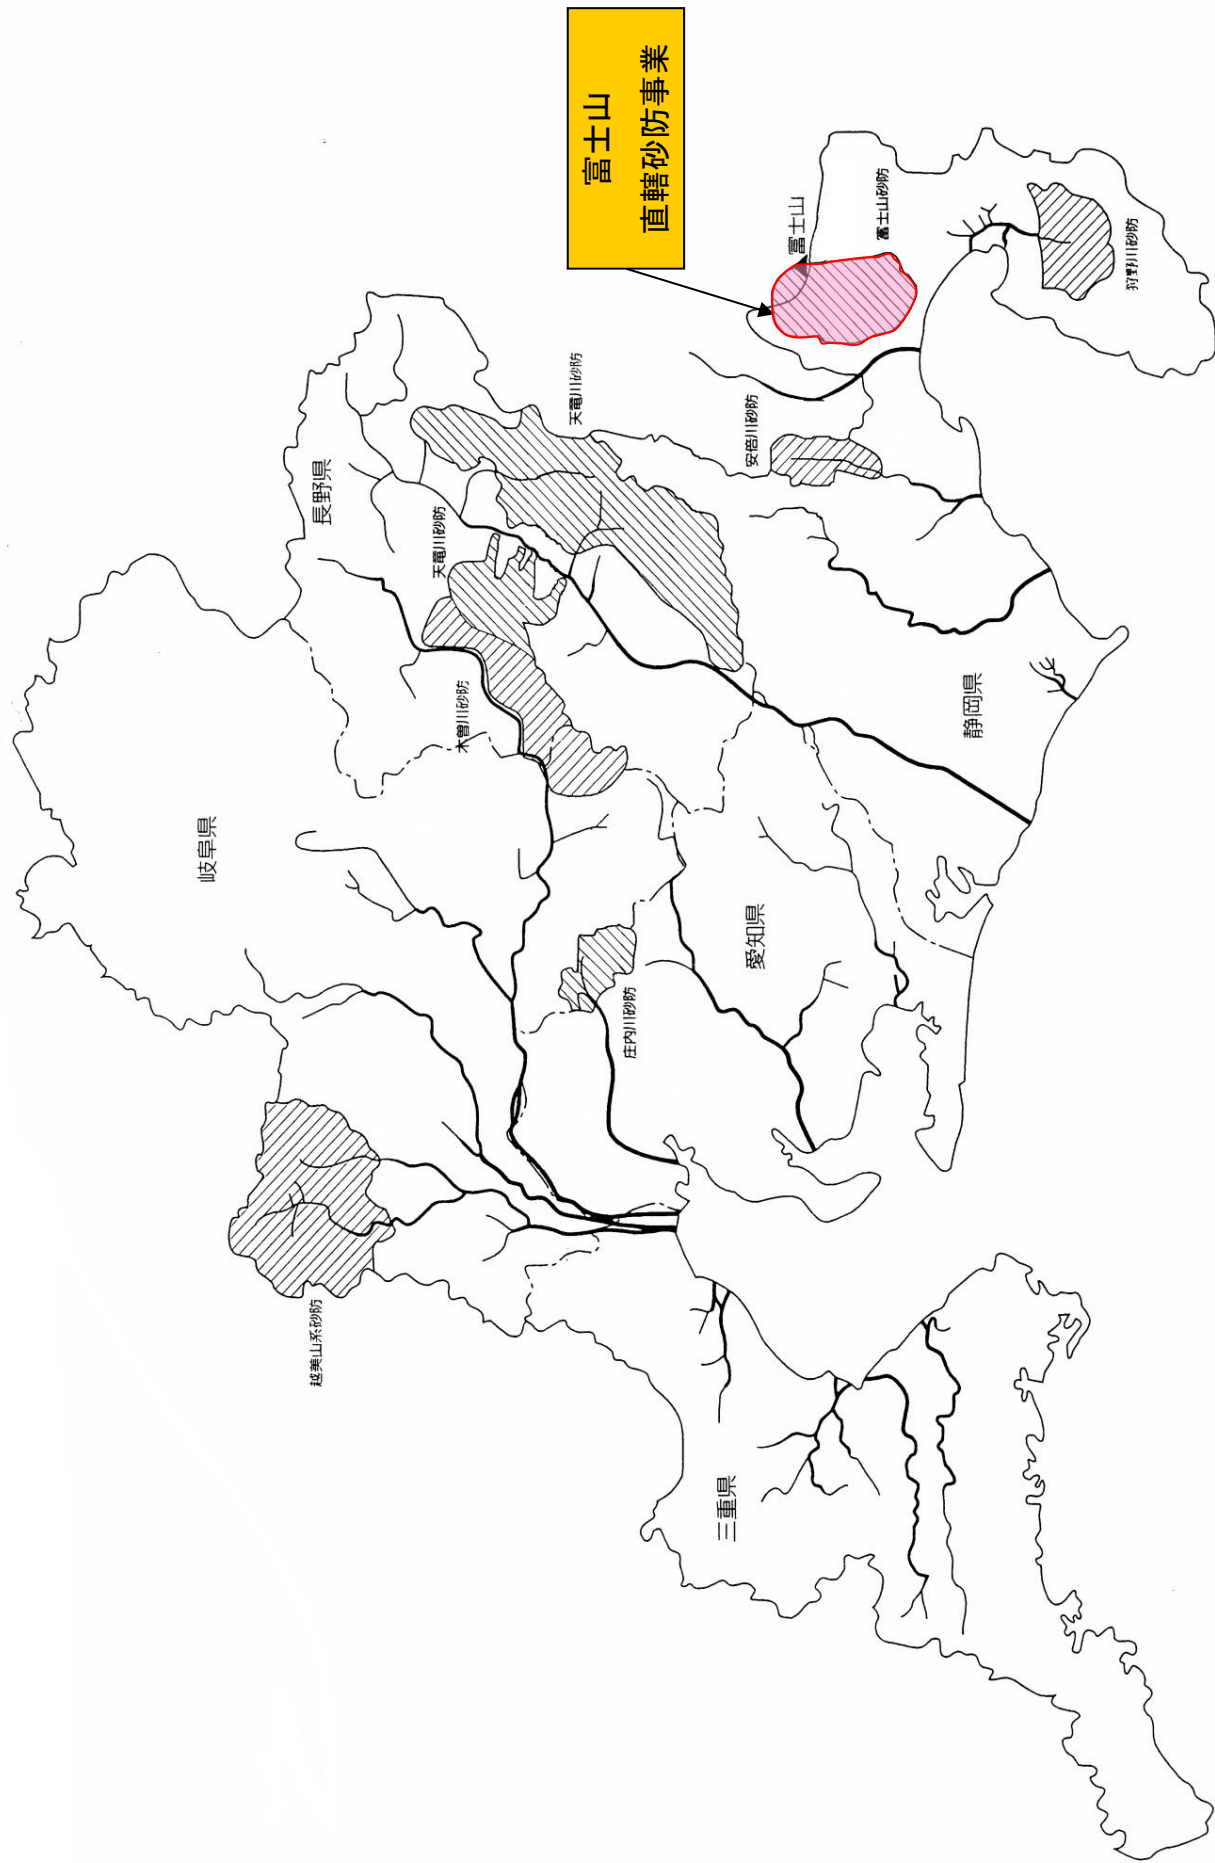 富士山
直轄砂防事業
岐阜県
長野県
越美山系砂防
木曽川砂防
天竜川砂防
天竜川砂防
庄内川砂防
三重県
愛知県
安倍川砂防
富士山
富士山砂防
静岡県
狩野川砂防